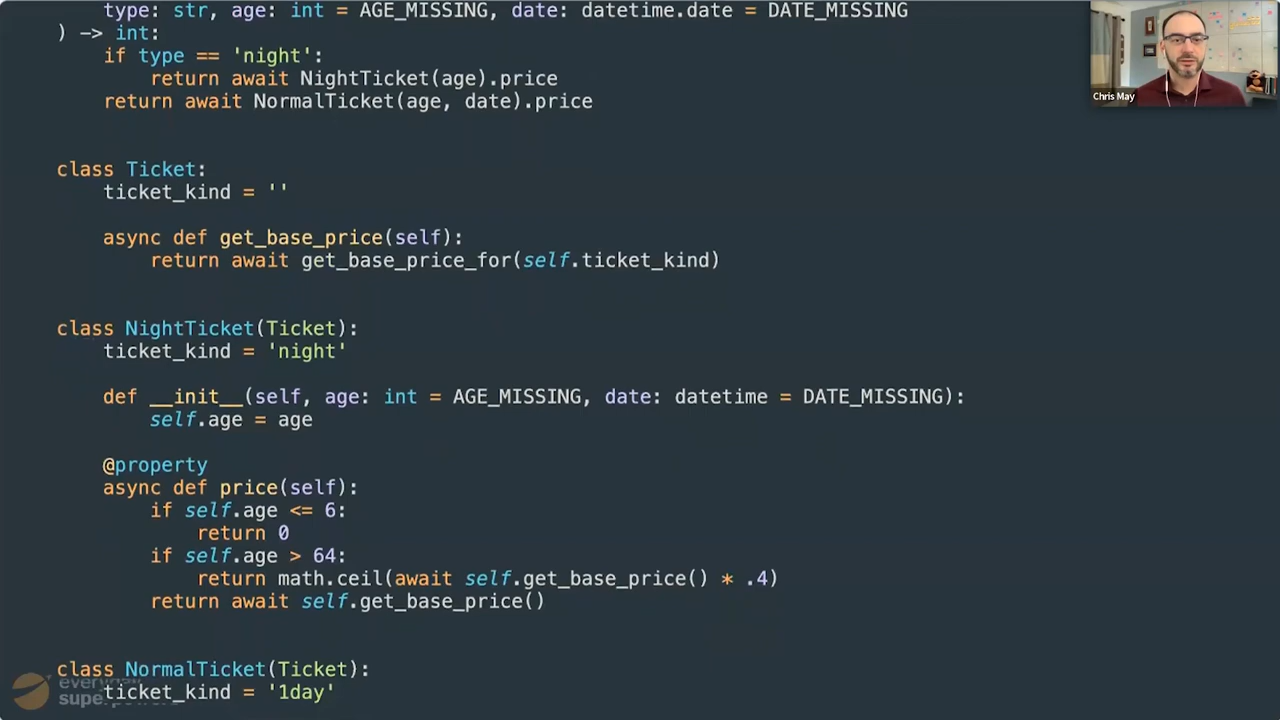 type: str, age: int = AGE_MISSING, date: datetime.date = DATE_MISSING
) -> int:
if type == 'night':
return await NightTicket(age).price
return await NormalTicket(age, date).price
Chris May
class Ticket:
ticket_kind = ''
async def get_base_price(self):
return await get_base_price_for(self.ticket_kind)
class NightTicket(Ticket):
ticket_kind = 'night'
def __init__(self, age: int = AGE_MISSING, date: datetime = DATE_MISSING):
self.age = age
@property
async def price(self):
if self.age <= 6:
return 0
if self.age > 64:
return math.ceil(await self.get_base_price() * .4)
return await self.get_base_price()
class NormalTicket(Ticket):
ticket_kind = '1day'
everyday
superpowers